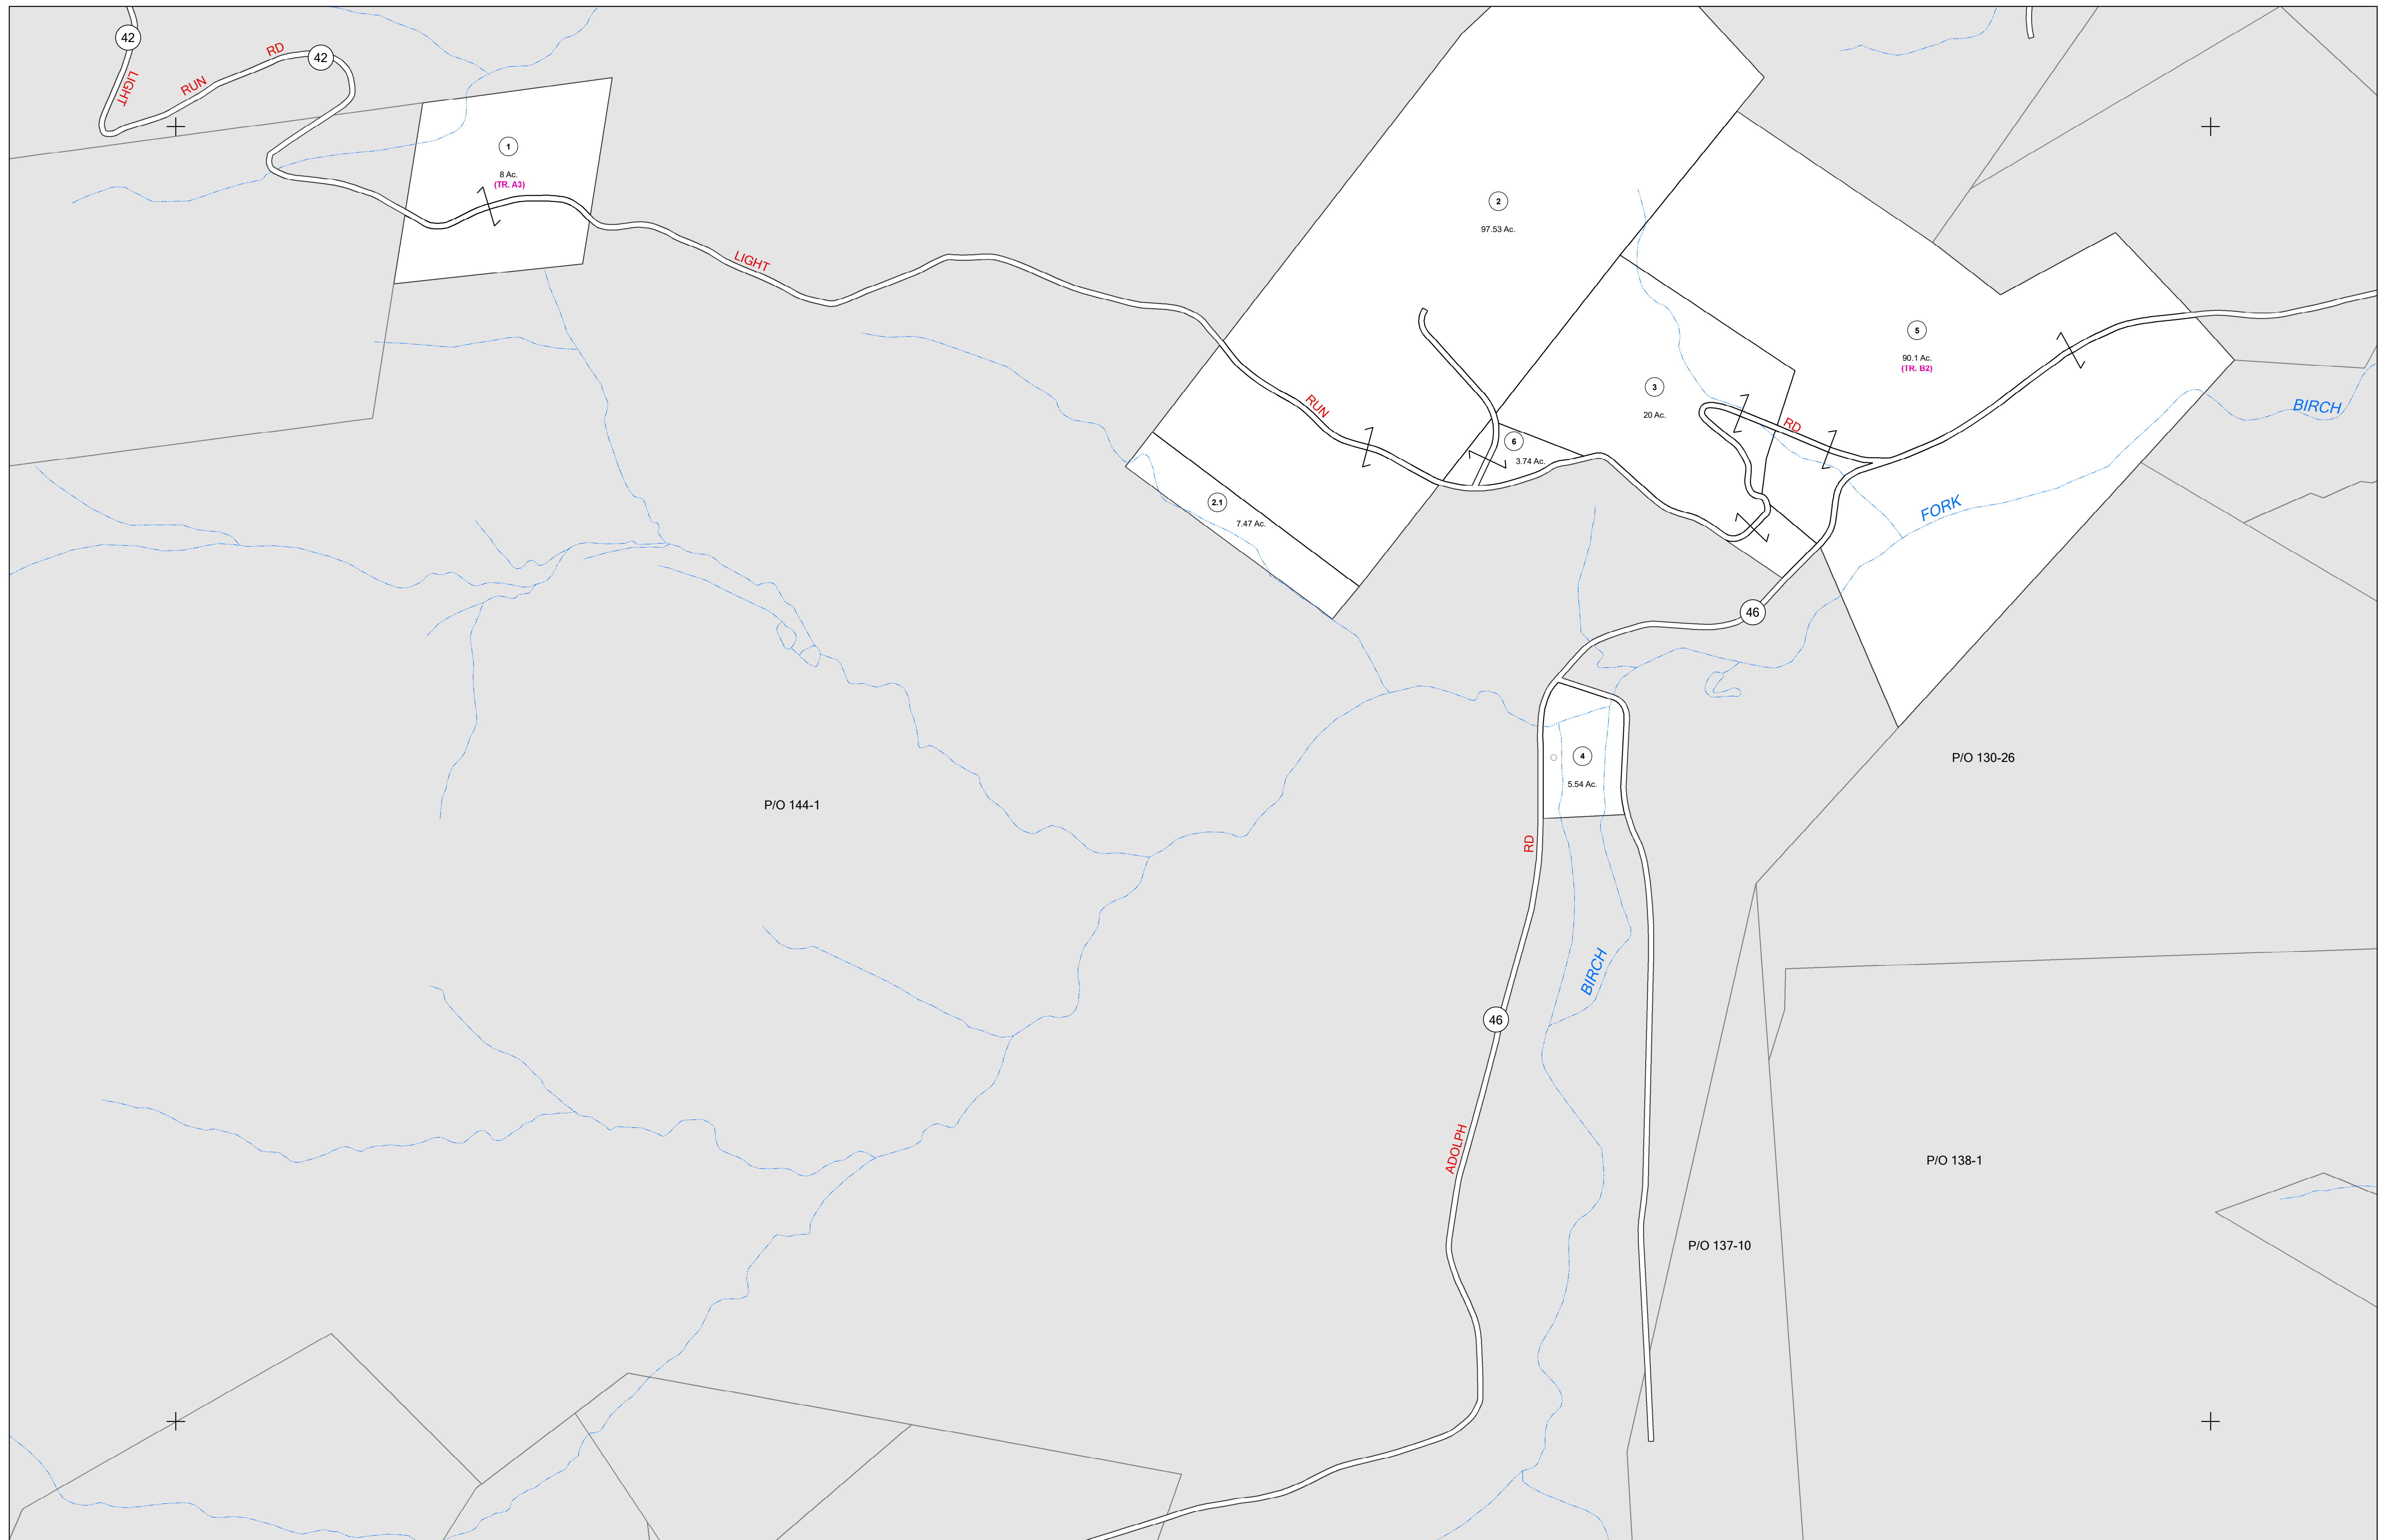 42
LIGHT
RUN
RD
42
1
8 Ac.
(TR. A3)
LIGHT
2
97.53 Ac.
RUN
2.1
7.47 Ac.
6
3.74 Ac.
3
20 Ac.
RD
5
90.1 Ac.
(TR. B2)
BIRCH
FORK
46
4
5.54 Ac.
P/O 130-26
P/O 144-1
RD
BIRCH
46
ADOLPH
P/O 138-1
P/O 137-10